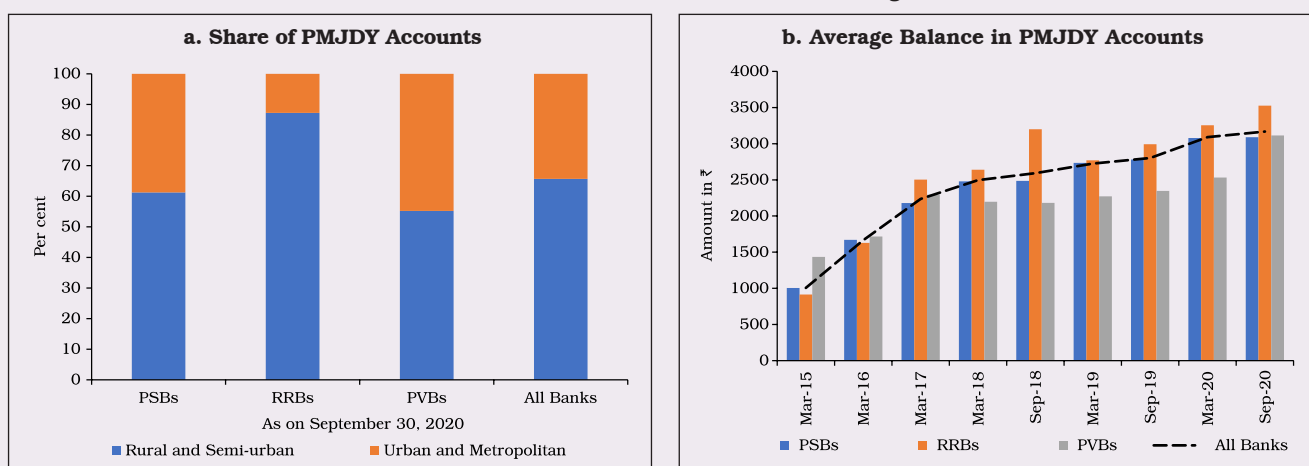 a. Share of PMJDY Accounts
Per cent
100
90
80
70
60
50
40
30
20
10
0
PSBs RRBs PVBs All Banks
As on September 30, 2020
Rural and Semi-urban Urban and Metropolitan
b. Average Balance in PMJDY Accounts
Amount in ₹
4000
3500
3000
2500
2000
1500
1000
500
0
Mar-15 Mar-16 Mar-17 Mar-18 Sep-18 Mar-19 Sep-19 Mar-20 Sep-20
PSBs RRBs PVBs All Banks